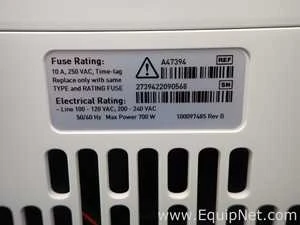 Fuse Rating:
10 A, 250 VAC, Time-lag
Replace only with same
TYPE and RATING FUSE
A47394
REF
2739422090568
SN
Electrical Rating:
~ Line 100 - 120 VAC, 200 - 240 VAC
50/60 Hz Max Power 700 W
100097485 Rev B
www.EquipNet.com